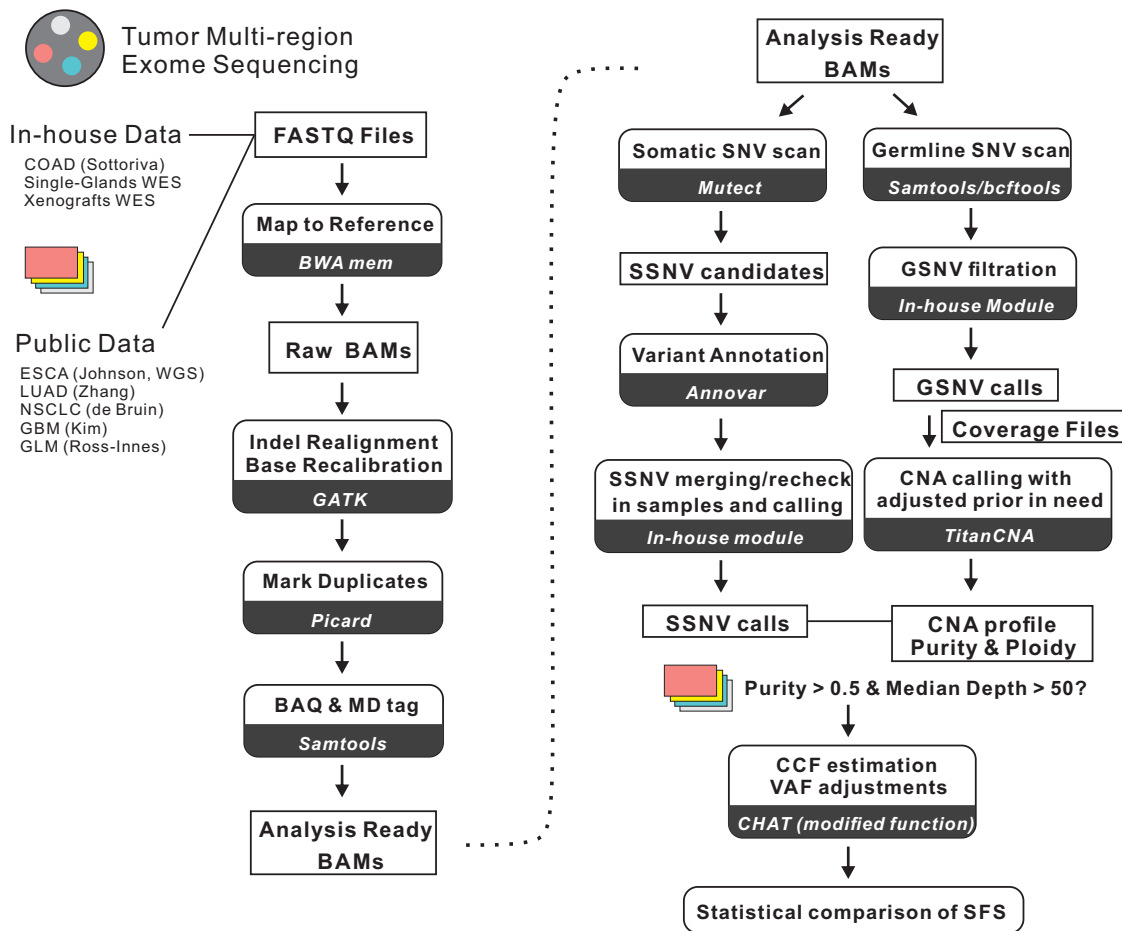 Tumor Multi-region
Exome Sequencing
In-house Data
COAD (Sottoriva)
Single-Glands WES
Xenografts WES
Public Data
ESCA (Johnson, WGS)
LUAD (Zhang)
NSCLC (de Bruin)
GBM (Kim)
GLM (Ross-Innes)
FASTQ Files
Map to Reference
BWA mem
Raw BAMs
Indel Realignment
Base Recalibration
GATK
Mark Duplicates
Picard
BAQ & MD tag
Samtools
Analysis Ready
BAMs
Analysis Ready
BAMs
Somatic SNV scan
Mutect
SSNV candidates
Variant Annotation
Annovar
SSNV merging/recheck
in samples and calling
In-house module
SSNV calls
Germline SNV scan
Samtools/bcftools
GSNV filtration
In-house Module
GSNV calls
Coverage Files
CNA calling with
adjusted prior in need
TitanCNA
CNA profile
Purity & Ploidy
Purity > 0.5 & Median Depth > 50?
CCF estimation
VAF adjustments
CHAT (modified function)
Statistical comparison of SFS